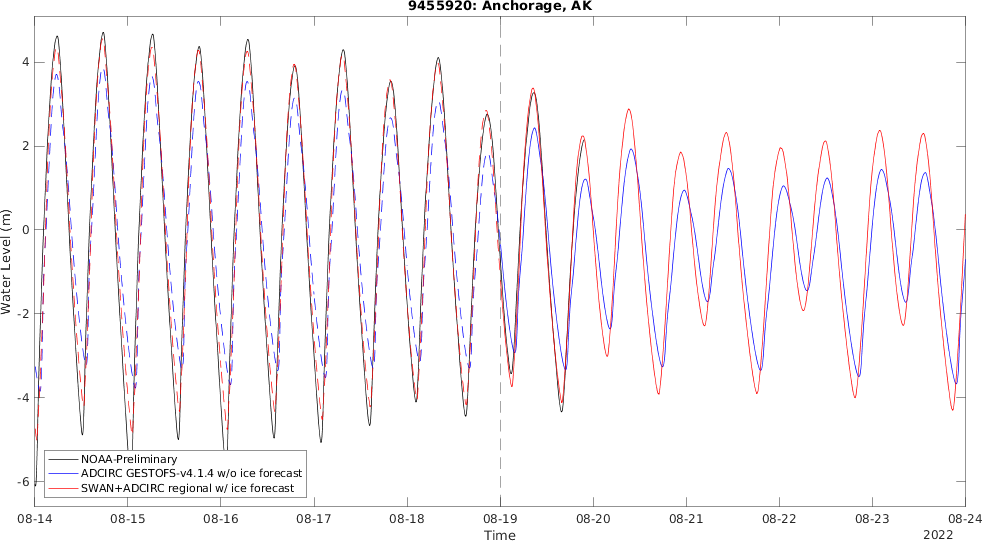 9455920: Anchorage, AK
Water Level (m)
4
2
0
-2
-4
-6
NOAA-Preliminary
ADCIRC GESTOFS-v4.1.4 w/o ice forecast
SWAN+ADCIRC regional w/ ice forecast
08-14 08-15 08-16 08-17 08-18 08-19 08-20 08-21 08-22 08-23 08-24
Time
2022